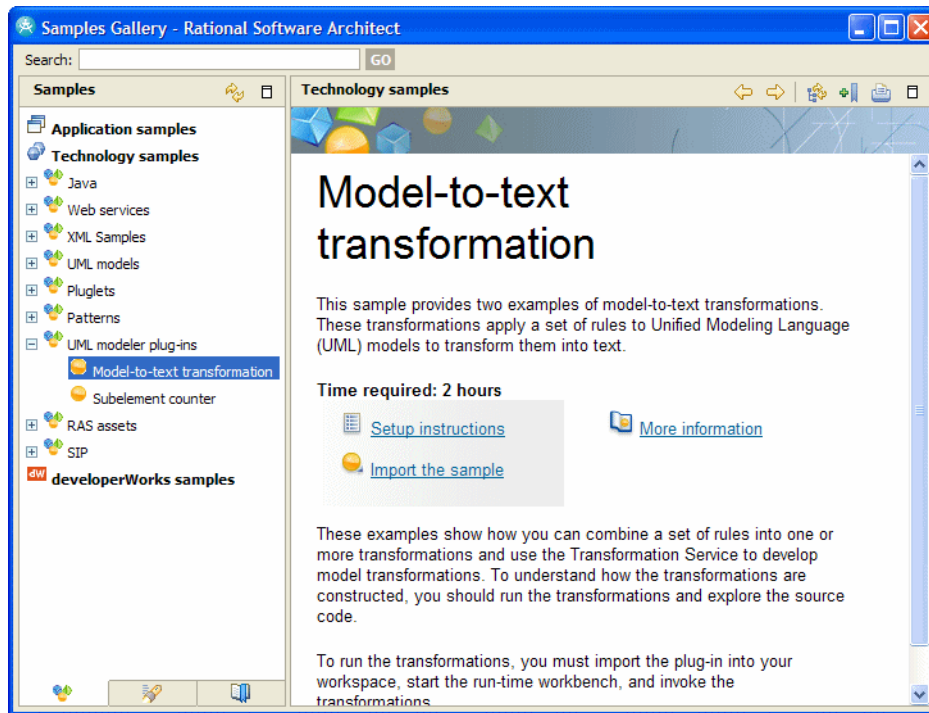 Samples Gallery - Rational Software Architect
Search:
GO
Samples
Technology samples
Application samples
Technology samples
Java
Web services
XML Samples
UML models
Pluglets
Patterns
UML modeler plug-ins
Model-to-text transformation
Subelement counter
RAS assets
SIP
dW
developerWorks samples
Model-to-text
transformation
This sample provides two examples of model-to-text transformations.
These transformations apply a set of rules to Unified Modeling Language
(UML) models to transform them into text.
Time required: 2 hours
Setup instructions
More information
Import the sample
These examples show how you can combine a set of rules into one or
more transformations and use the Transformation Service to develop
model transformations. To understand how the transformations are
constructed, you should run the transformations and explore the source
code.
To run the transformations, you must import the plug-in into your
workspace, start the run-time workbench, and invoke the
transformations.